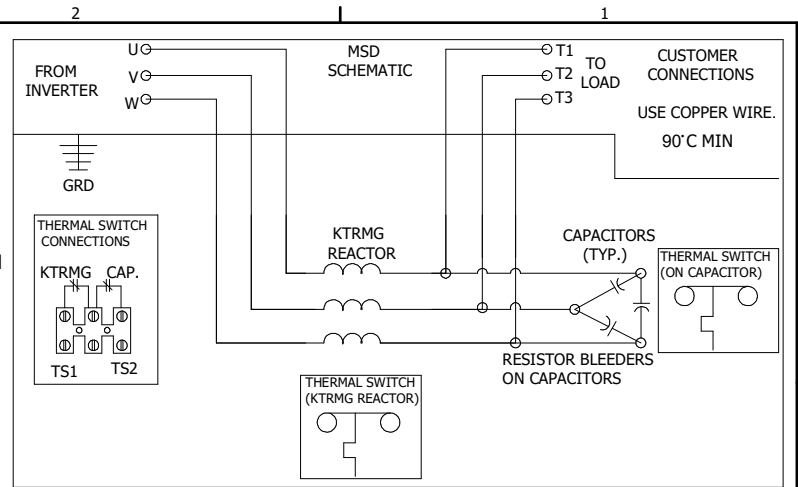 2
1
U
V
W
FROM
INVERTER
MSD
SCHEMATIC
T1
T2
T3
TO
LOAD
CUSTOMER
CONNECTIONS
USE COPPER WIRE.
90°C MIN
GRD
THERMAL SWITCH
CONNECTIONS
KTRMG CAP.
TS1 TS2
KTRMG
REACTOR
CAPACITORS
(TYP.)
THERMAL SWITCH
(ON CAPACITOR)
RESISTOR BLEEDERS
ON CAPACITORS
THERMAL SWITCH
(KTRMG REACTOR)